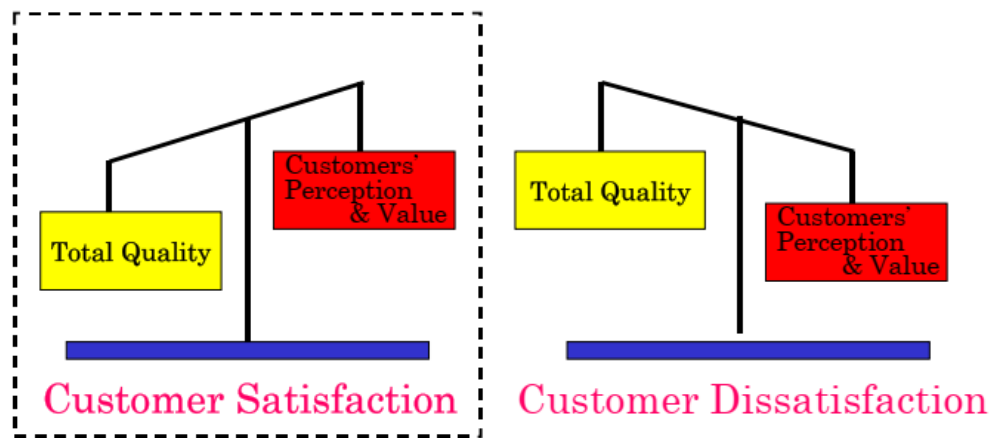 Customers'
Perception
& Value
Total Quality
Customer Satisfaction
Total Quality
Customers'
Perception
& Value
Customer Dissatisfaction